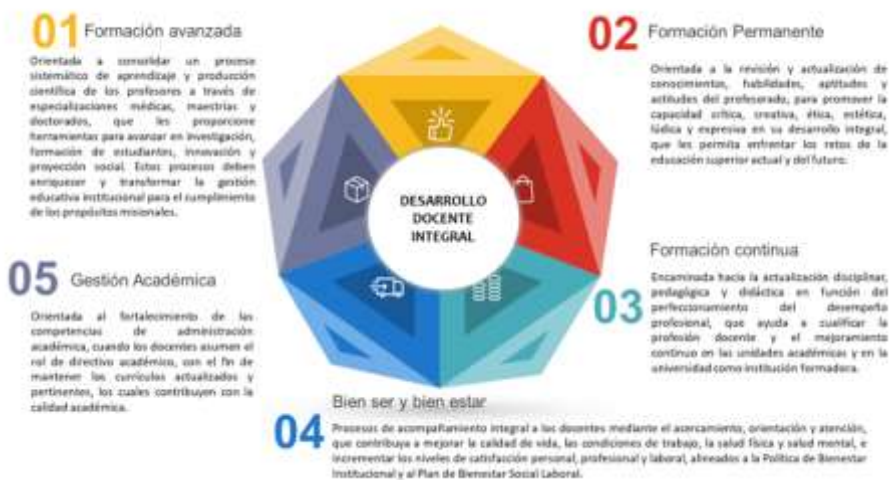 01 Formación avanzada
Orientada a consolidar un proceso
sistemático de aprendizaje y producción
científica de los profesores a través de
especializaciones médicas, maestrías y
doctorados, que les proporcione
herramientas para avanzar en investigación,
formación de estudiantes, innovación y
proyección social. Estos procesos deben
enriquecer y transformar la gestión
educativa institucional para el cumplimiento
de los propósitos misionales.
02 Formación Permanente
Orientada a la revisión y actualización de
conocimientos, habilidades, aptitudes y
actitudes del profesorado, para promover la
capacidad crítica, creativa, ética, estética,
lúdica y expresiva en su desarrollo integral,
que les permita enfrentar los retos de la
educación superior actual y del futuro.
DESARROLLO
DOCENTE
INTEGRAL
Formación continua
03
Encaminada hacia la actualización disciplinar,
pedagógica y didáctica en función del
perfeccionamiento del desempeño
profesional, que ayuda a cualificar la
profesión docente y el mejoramiento
continuo en las unidades académicas y en la
universidad como institución formadora.
05 Gestión Académica
Orientada al fortalecimiento de las
competencias de administración
académica, cuando los docentes asumen el
rol de directivo académico, con el fin de
mantener los currículos actualizados y
pertinentes, los cuales contribuyen con la
calidad académica.
Bien ser y bien estar
04
Procesos de acompañamiento integral a los docentes mediante el acercamiento, orientación y atención,
que contribuya a mejorar la calidad de vida, las condiciones de trabajo, la salud física y salud mental, e
incrementar los niveles de satisfacción personal, profesional y laboral, alineados a la Política de Bienestar
Institucional y al Plan de Bienestar Social Laboral.